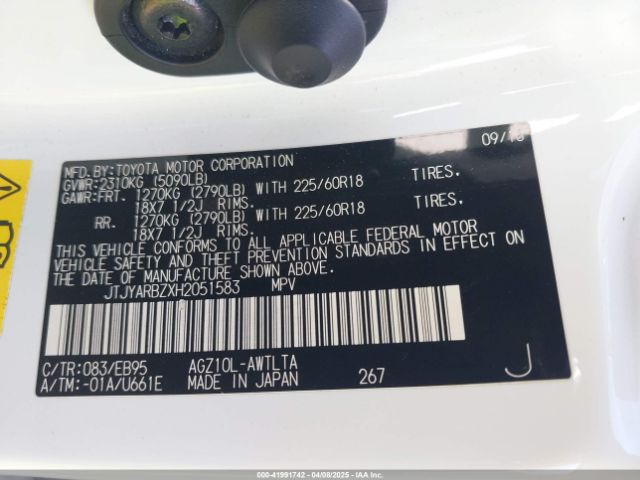 09/16
MFD.BY:TOYOTA MOTOR CORPORATION
GVWR:2310KG (5090LB)
GAWR:FRT. 1270KG (2790LB) WITH 225/60R18 TIRES.
18X7 1/2J RIMS.
RR. 1270KG (2790LB) WITH 225/60R18 TIRES.
18X7 1/2J RIMS.
THIS VEHICLE CONFORMS TO ALL APPLICABLE FEDERAL MOTOR
VEHICLE SAFETY AND THEFT PREVENTION STANDARDS IN EFFECT ON
THE DATE OF MANUFACTURE SHOWN ABOVE.
JTJYARBZXH2051583 MPV
C/TR:083/EB95 AGZ10L-AWTLTA
A/TM:-01A/U661E MADE IN JAPAN 267 J
000-41991742 - 04/08/2025 - IAAI.COM